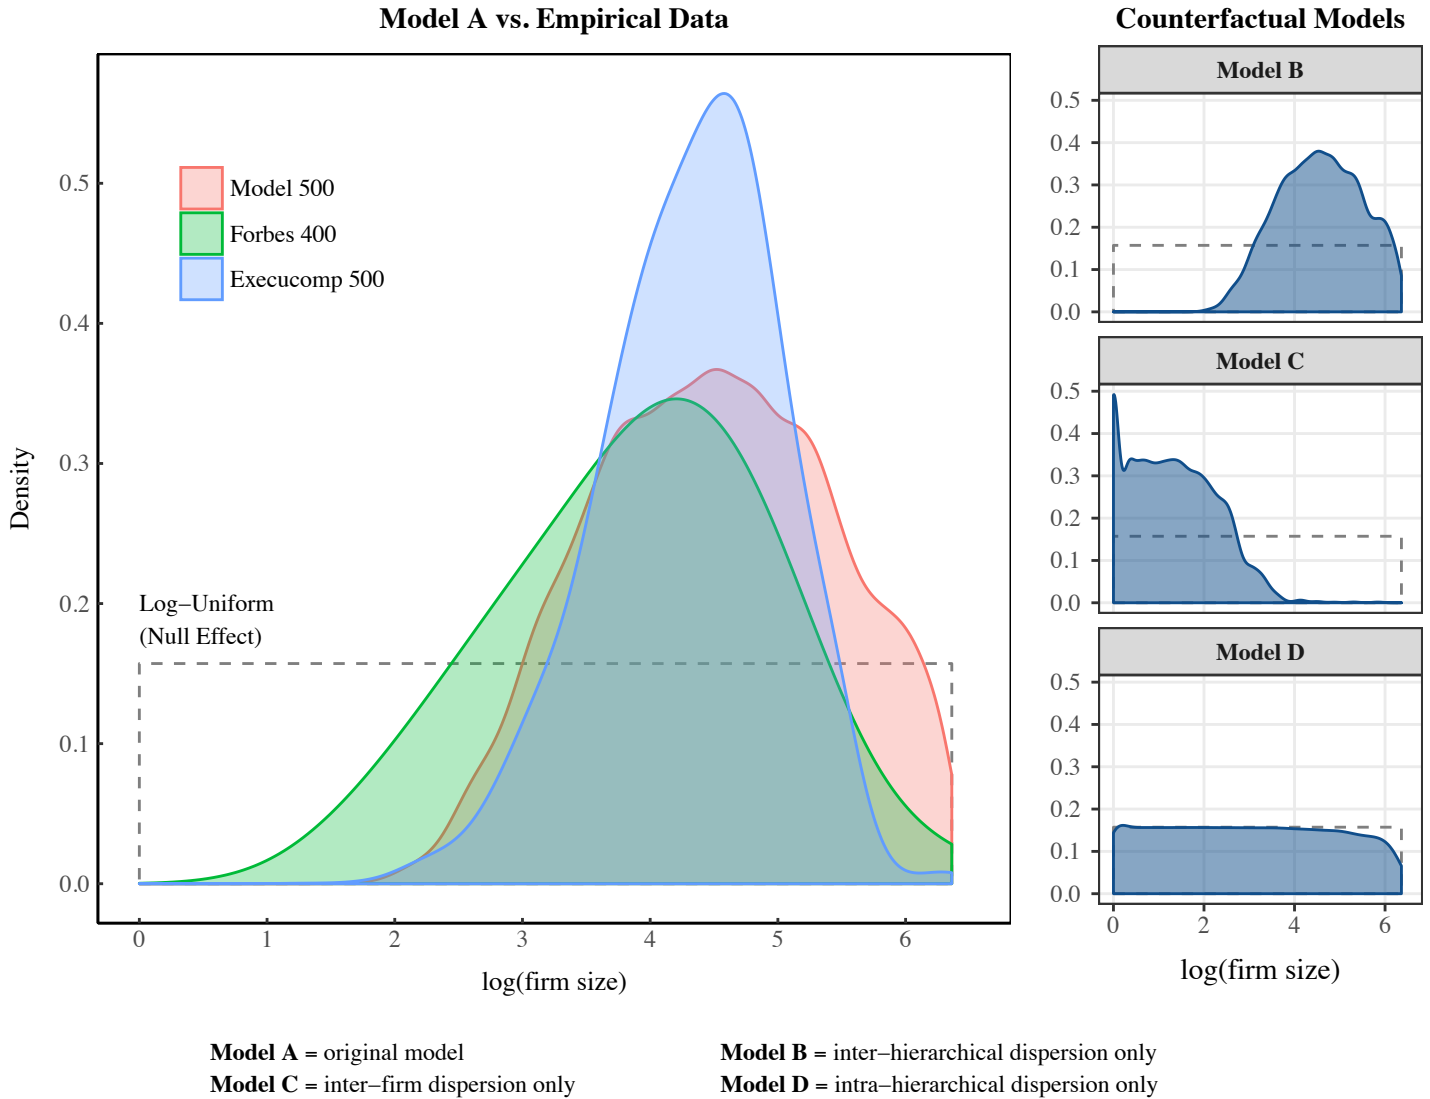 Model A vs. Empirical Data
Density
0.5
0.4
0.3
0.2
0.1
0.0
Model 500
Forbes 400
Execucomp 500
Log–Uniform
(Null Effect)
0 1 2 3 4 5 6
log(firm size)
Counterfactual Models
Model B
0.5
0.4
0.3
0.2
0.1
0.0
Model C
0.5
0.4
0.3
0.2
0.1
0.0
Model D
0.5
0.4
0.3
0.2
0.1
0.0
0 2 4 6
log(firm size)
Model A = original model
Model B = inter–hierarchical dispersion only
Model C = inter–firm dispersion only
Model D = intra–hierarchical dispersion only